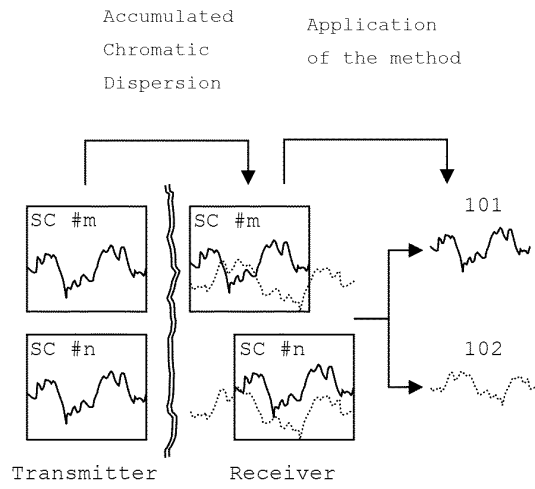 Accumulated
Chromatic
Dispersion
Application
of the method
SC #m
SC #m
101
SC #n
SC #n
102
Transmitter
Receiver